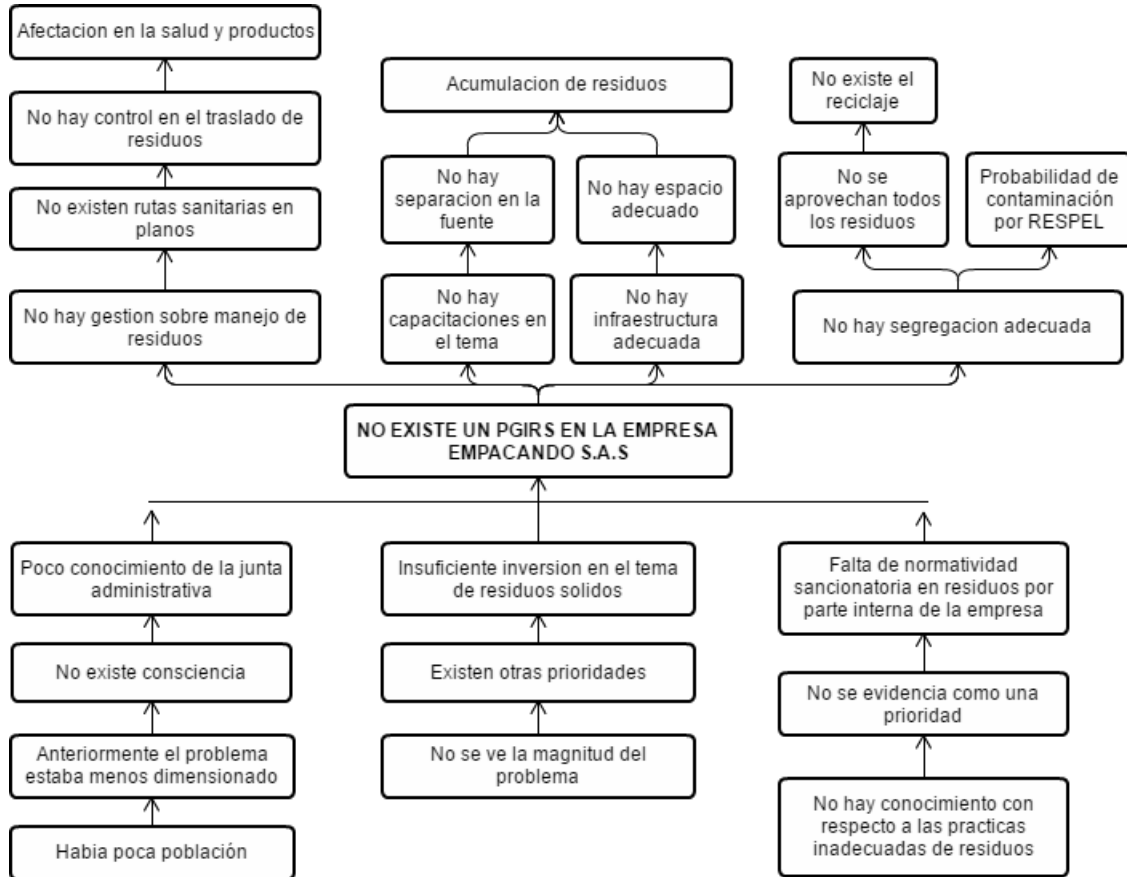 Afectacion en la salud y productos
No hay control en el traslado de
residuos
No existen rutas sanitarias en
planos
No hay gestion sobre manejo de
residuos
Acumulacion de residuos
No hay
separacion en la
fuente
No hay espacio
adecuado
No hay
capacitaciones en
el tema
No hay
infraestructura
adecuada
No existe el
reciclaje
No se
aprovechan todos
los residuos
Probabilidad de
contaminación
por RESPEL
No hay segregacion adecuada
NO EXISTE UN PGIRS EN LA EMPRESA
EMPACANDO S.A.S
Poco conocimiento de la junta
administrativa
No existe consciencia
Anteriormente el problema
estaba menos dimensionado
Habia poca población
Insuficiente inversion en el tema
de residuos solidos
Existen otras prioridades
No se ve la magnitud del
problema
Falta de normatividad
sancionatoria en residuos por
parte interna de la empresa
No se evidencia como una
prioridad
No hay conocimiento con
respecto a las practicas
inadecuadas de residuos